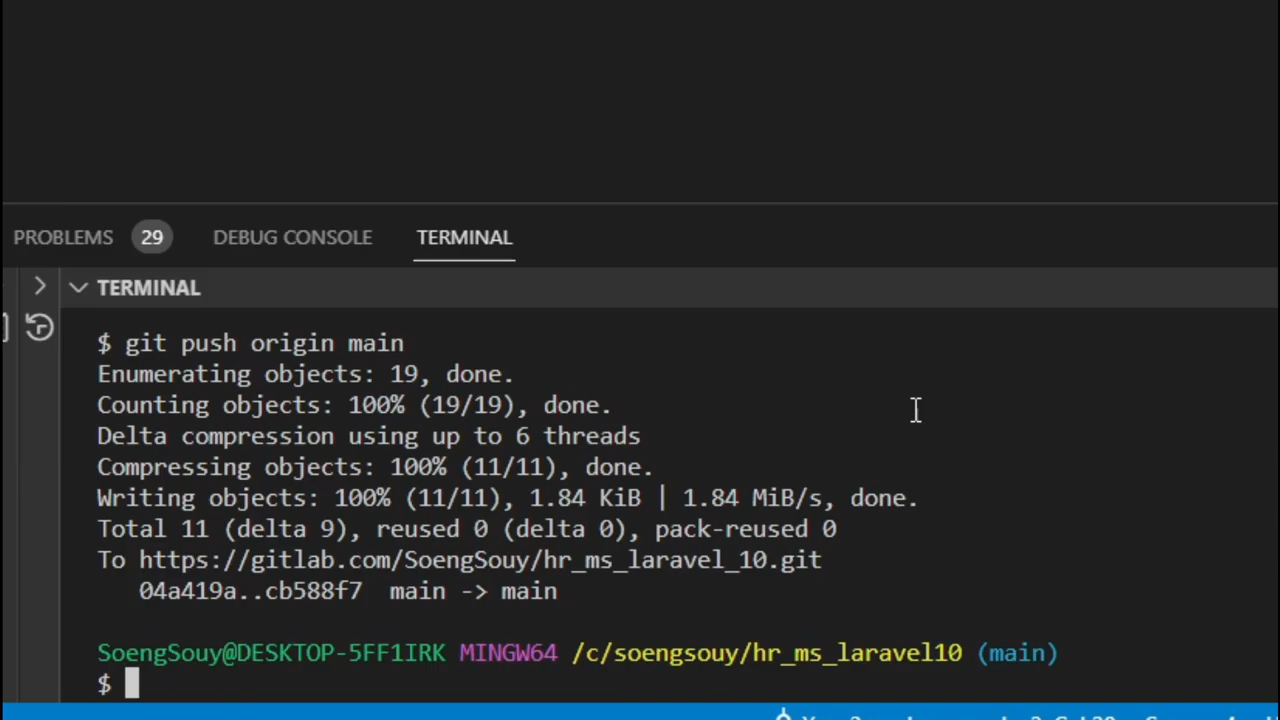 PROBLEMS 29 DEBUG CONSOLE TERMINAL
TERMINAL
$ git push origin main
Enumerating objects: 19, done.
Counting objects: 100% (19/19), done.
Delta compression using up to 6 threads
Compressing objects: 100% (11/11), done.
Writing objects: 100% (11/11), 1.84 KiB | 1.84 MiB/s, done.
Total 11 (delta 9), reused 0 (delta 0), pack-reused 0
To https://gitlab.com/SoengSouy/hr_ms_laravel_10.git
04a419a..cb588f7 main -> main
SoengSouy@DESKTOP-5FF1IRK MINGW64 /c/soengsouy/hr_ms_laravel10 (main)
$